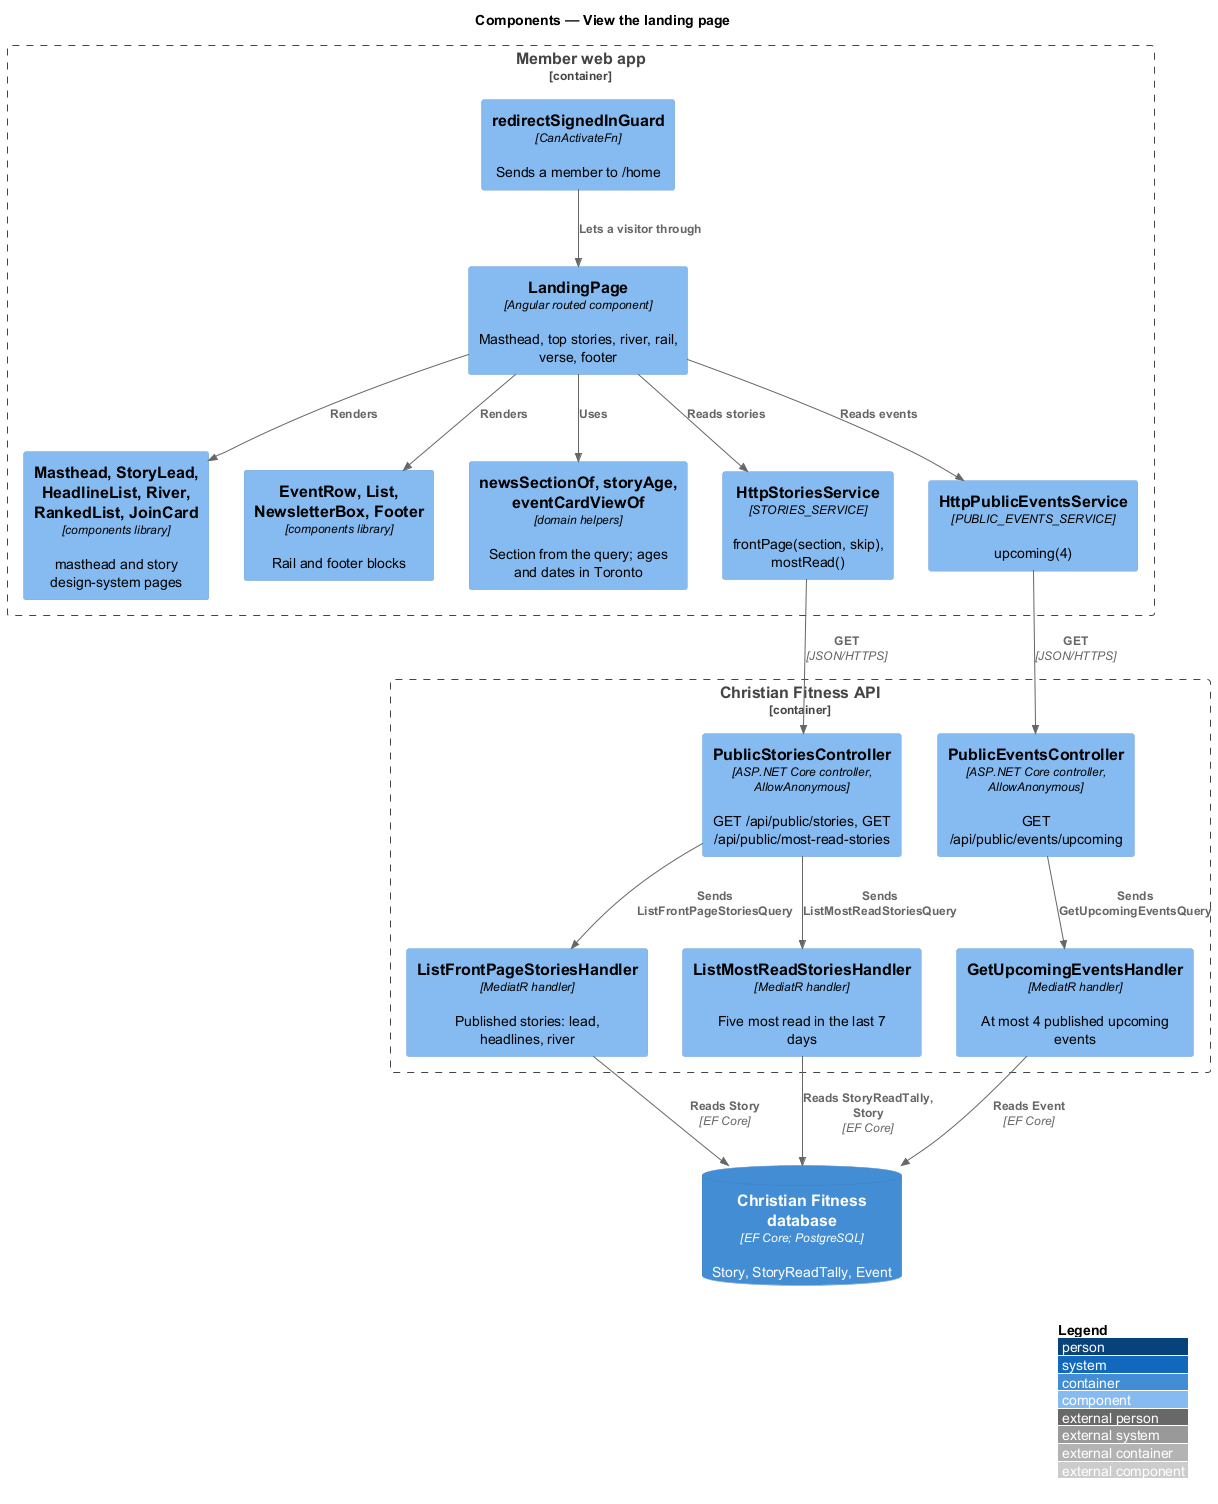 Components — View the landing page
Member web app
[container]
redirectSignedInGuard
[CanActivateFn]
Sends a member to /home
Lets a visitor through
LandingPage
[Angular routed component]
Masthead, top stories, river, rail,
verse, footer
Renders
Renders
Uses
Reads stories
Reads events
Masthead, StoryLead,
HeadlineList, River,
RankedList, JoinCard
[components library]
masthead and story
design-system pages
EventRow, List,
NewsletterBox, Footer
[components library]
Rail and footer blocks
newsSectionOf, storyAge,
eventCardViewOf
[domain helpers]
Section from the query; ages
and dates in Toronto
HttpStoriesService
[STORIES_SERVICE]
frontPage(section, skip),
mostRead()
HttpPublicEventsService
[PUBLIC_EVENTS_SERVICE]
upcoming(4)
GET
[JSON/HTTPS]
GET
[JSON/HTTPS]
Christian Fitness API
[container]
PublicStoriesController
[ASP.NET Core controller,
AllowAnonymous]
GET /api/public/stories, GET
/api/public/most-read-stories
PublicEventsController
[ASP.NET Core controller,
AllowAnonymous]
GET
/api/public/events/upcoming
Sends
ListFrontPageStoriesQuery
Sends
ListMostReadStoriesQuery
Sends
GetUpcomingEventsQuery
ListFrontPageStoriesHandler
[MediatR handler]
Published stories: lead,
headlines, river
ListMostReadStoriesHandler
[MediatR handler]
Five most read in the last 7
days
GetUpcomingEventsHandler
[MediatR handler]
At most 4 published upcoming
events
Reads Story
[EF Core]
Reads StoryReadTally,
Story
[EF Core]
Reads Event
[EF Core]
Christian Fitness
database
[EF Core; PostgreSQL]
Story, StoryReadTally, Event
Legend
person
system
container
component
external person
external system
external container
external component